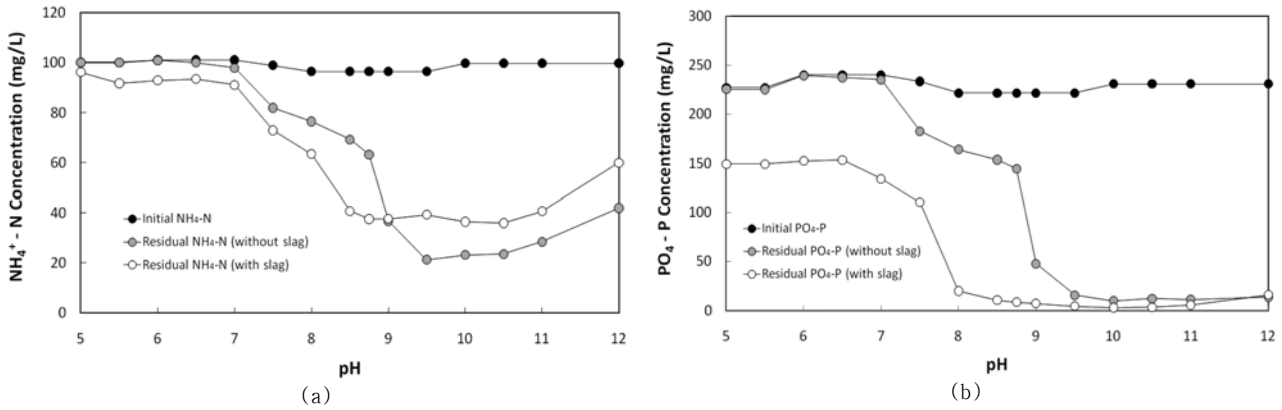 NH₄⁺ - N Concentration (mg/L)
120
100
80
60
40
20
0
Initial NH₄-N
Residual NH₄-N (without slag)
Residual NH₄-N (with slag)
5 6 7 8 9 10 11 12
pH
(a)
PO₄ - P Concentration (mg/L)
300
250
200
150
100
50
0
Initial PO₄-P
Residual PO₄-P (without slag)
Residual PO₄-P (with slag)
5 6 7 8 9 10 11 12
pH
(b)